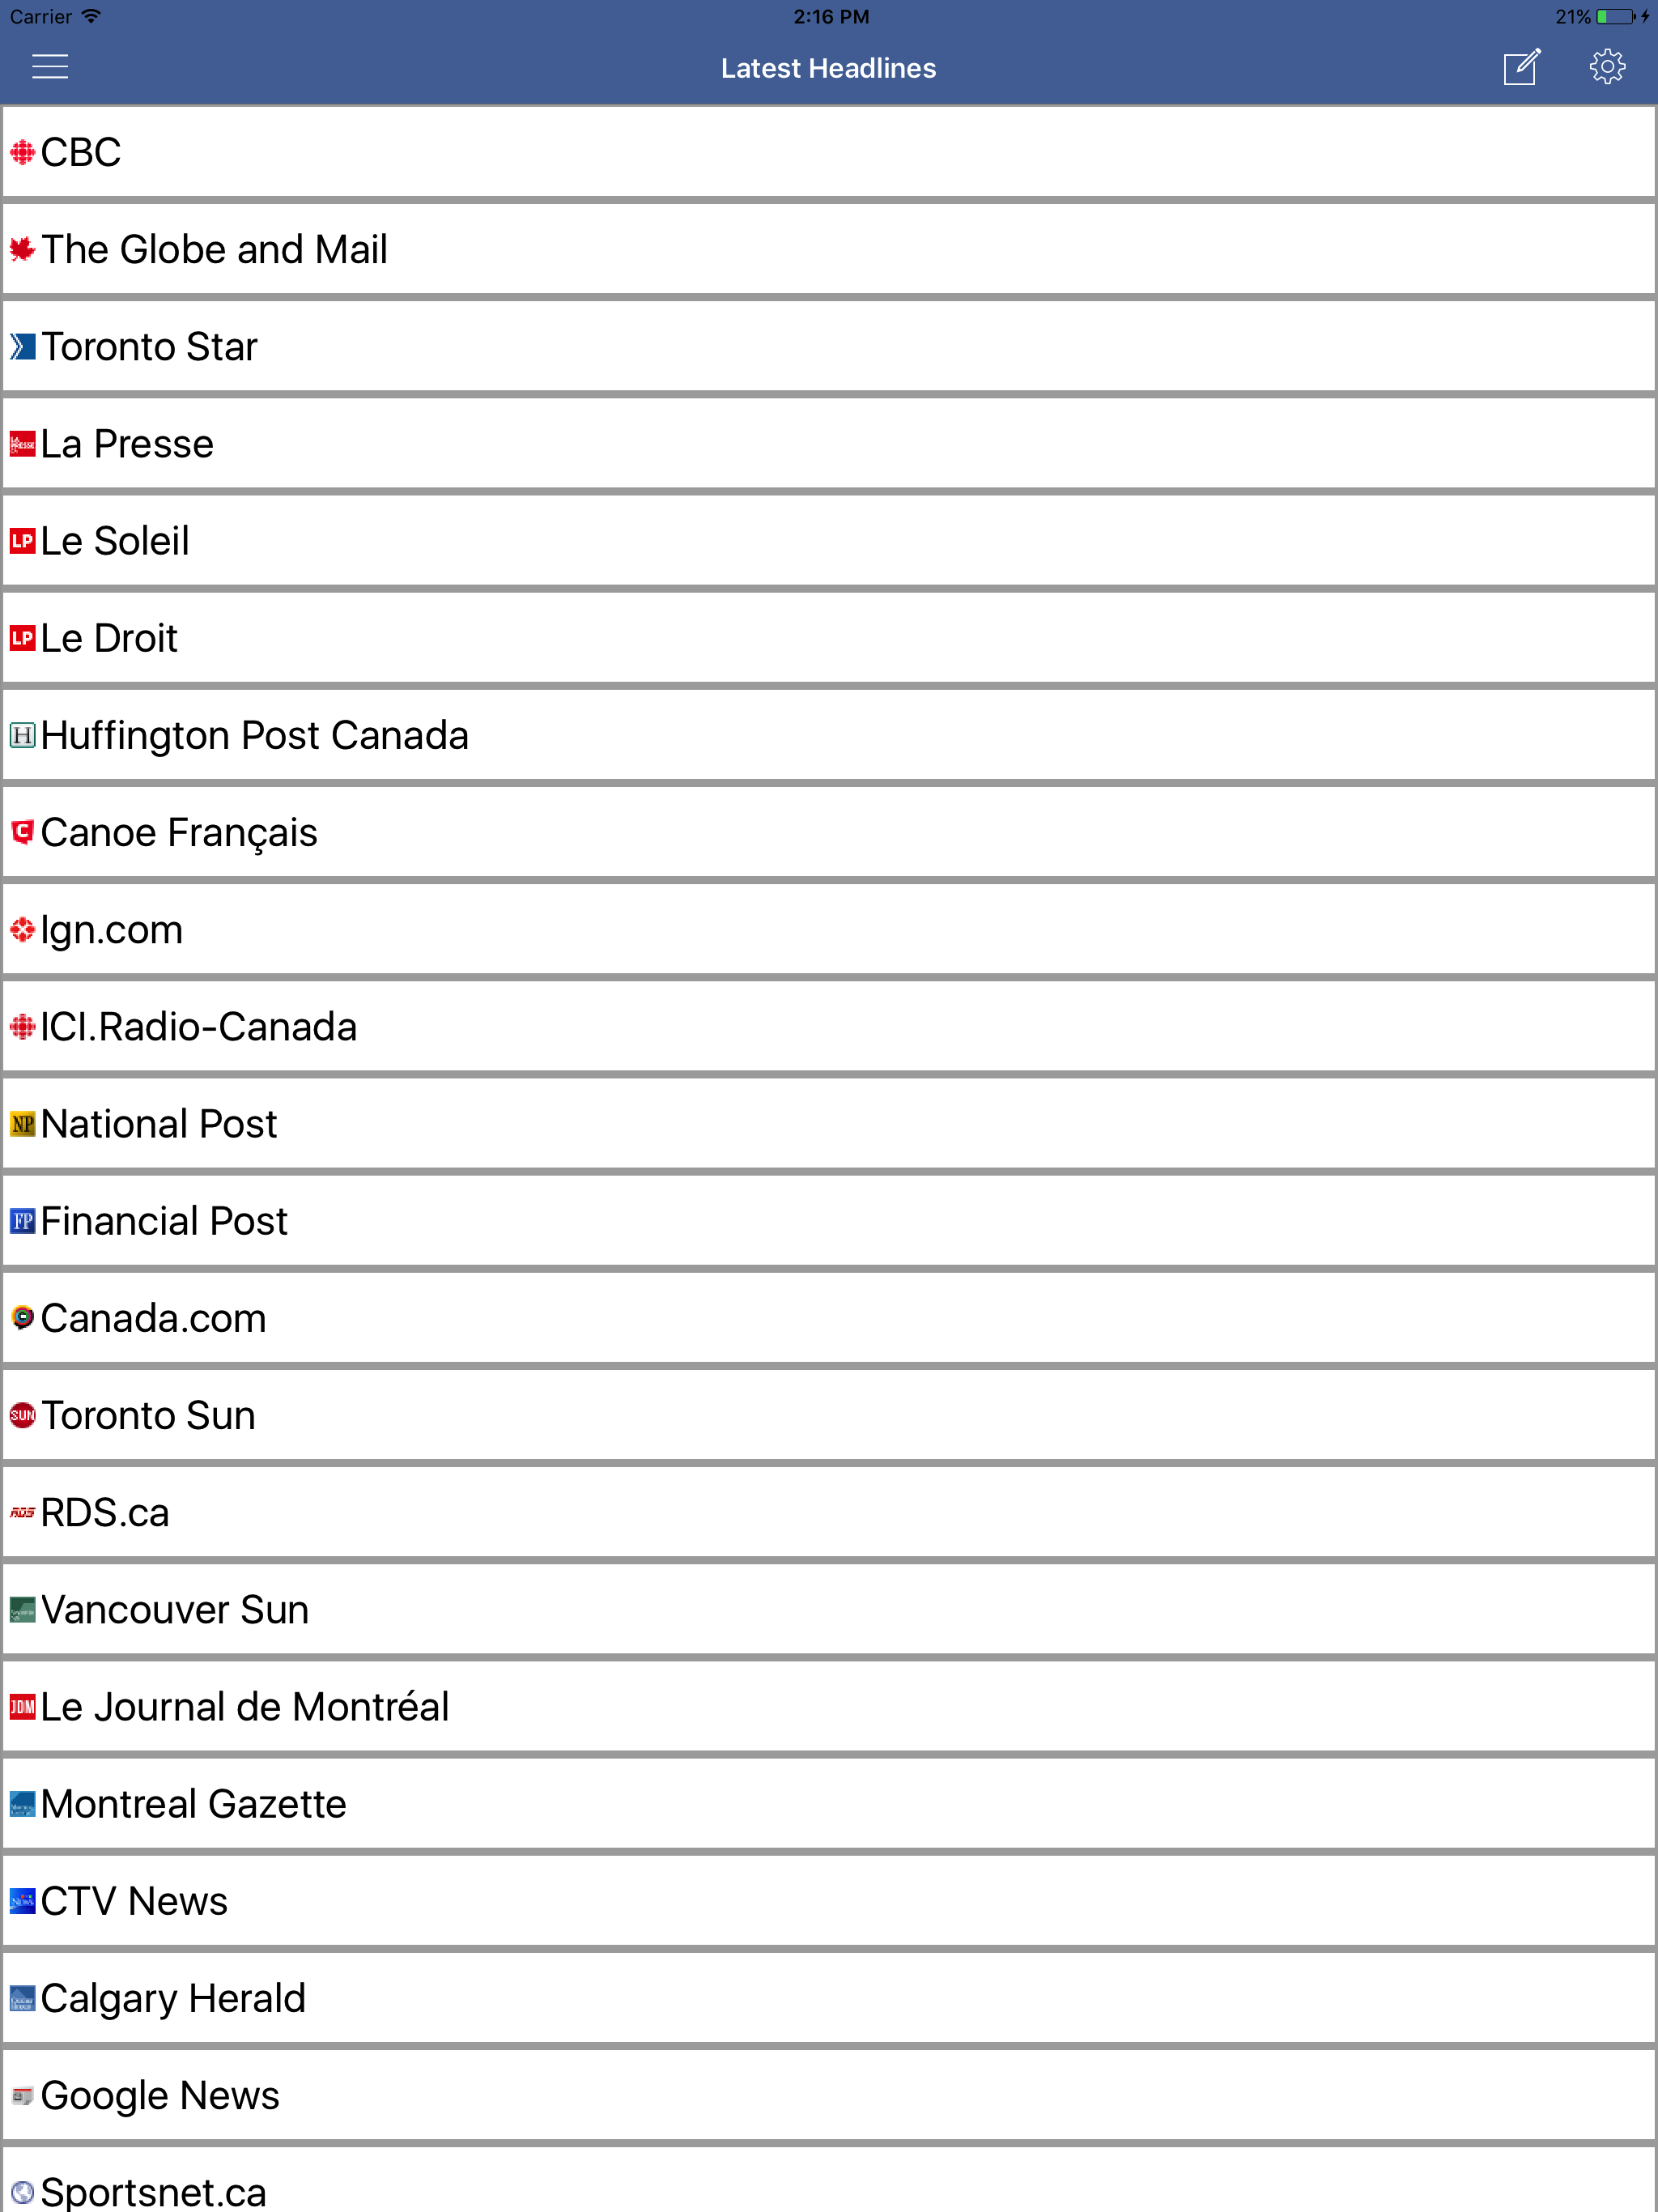 Carrier
2:16 PM
21%
Latest Headlines
CBC
The Globe and Mail
Toronto Star
LA PRESSE
La Presse
LP
Le Soleil
LP
Le Droit
H
Huffington Post Canada
C
Canoe Français
Ign.com
ICI.Radio-Canada
NP
National Post
FP
Financial Post
Canada.com
SUN
Toronto Sun
RDS
RDS.ca
Vancouver Sun
JDM
Le Journal de Montréal
Montreal Gazette
NEWS
CTV News
Calgary Herald
Google News
Sportsnet.ca